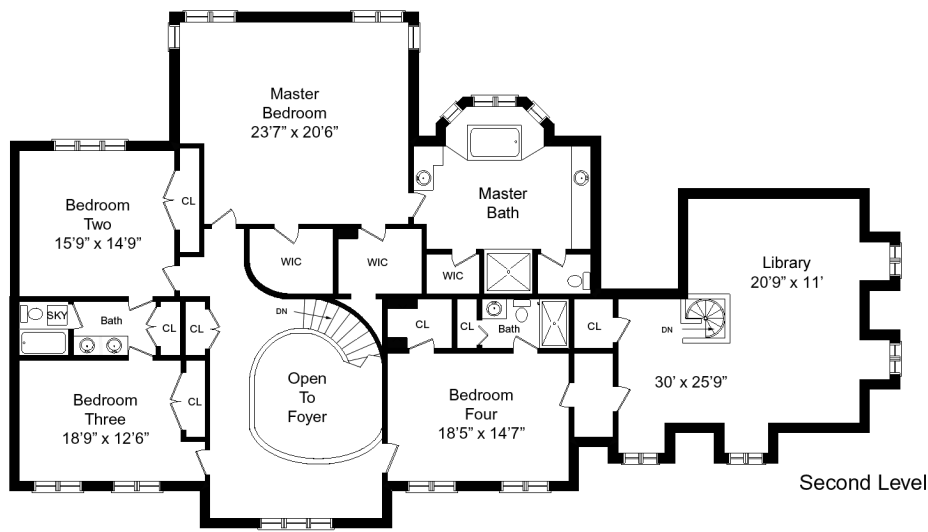 Master
Bedroom
23'7" x 20'6"
Master
Bath
Bedroom
Two
15'9" x 14'9"
CL
WIC
WIC
WIC
Library
20'9" x 11'
SKY
Bath
CL
CL
DN
CL
CL
Bath
CL
DN
30' x 25'9"
Open
To
Foyer
Bedroom
Three
18'9" x 12'6"
CL
Bedroom
Four
18'5" x 14'7"
Second Level